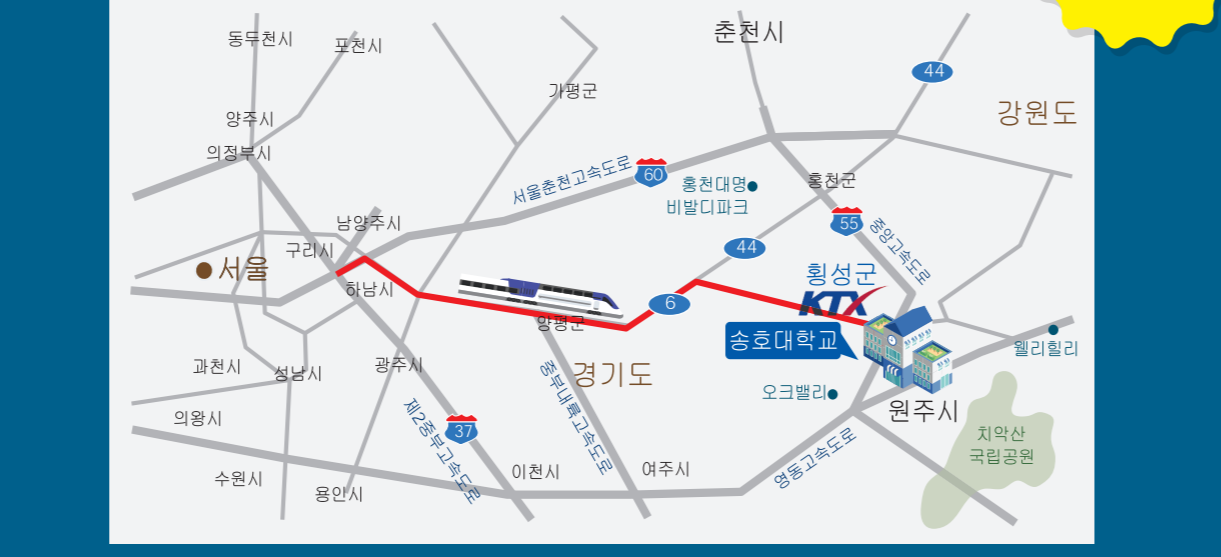 춘천시
동두천시
포천시
44
가평군
강원도
양주시
의정부시
서울춘천고속도로
60
홍천대명
비발디파크
홍천군
남양주시
55
중앙고속도로
구리시
44
서울
횡성군
하남시
KTX
6
양평군
송호대학교
웰리힐리
과천시
성남시
광주시
경기도
중부내륙고속도로
오크밸리
원주시
의왕시
제2중부고속도로
37
치악산
국립공원
수원시
용인시
이천시
여주시
영동고속도로